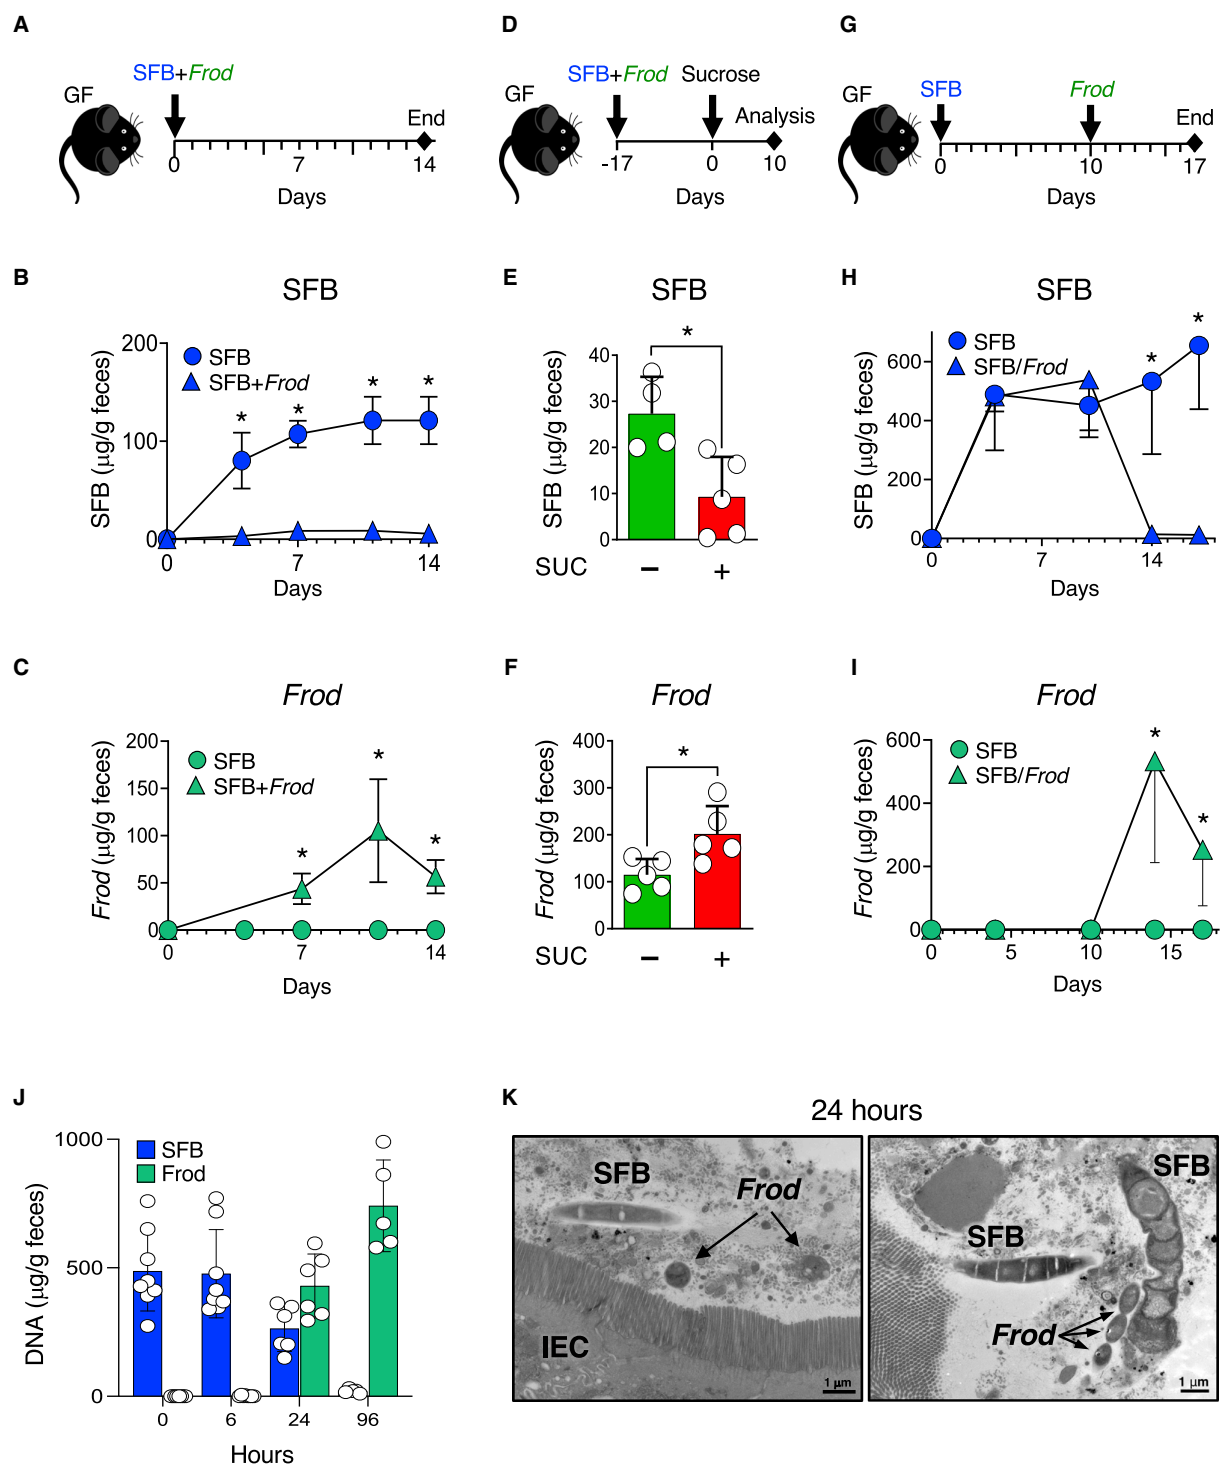 A
SFB+Frod
GF
End
0
7
14
Days
D
SFB+Frod Sucrose
GF
Analysis
-17
0
10
Days
G
GF
SFB
Frod
End
0
10
17
Days
B
SFB
SFB (µg/g feces)
200
100
0
SFB
SFB+Frod
*
*
*
*
0
7
14
Days
E
SFB
SFB (µg/g feces)
40
30
20
10
0
*
SUC
−
+
H
SFB
SFB (µg/g feces)
600
400
200
0
SFB
SFB/Frod
*
*
0
7
14
Days
C
Frod
Frod (µg/g feces)
200
150
100
50
0
SFB
SFB+Frod
*
*
*
0
7
14
Days
F
Frod
Frod (µg/g feces)
400
300
200
100
0
*
SUC
−
+
I
Frod
Frod (µg/g feces)
600
400
200
0
SFB
SFB/Frod
*
*
0
5
10
15
Days
J
DNA (µg/g feces)
1000
500
0
SFB
Frod
0
6
24
96
Hours
K
24 hours
SFB
Frod
IEC
1 µm
SFB
SFB
Frod
1 µm